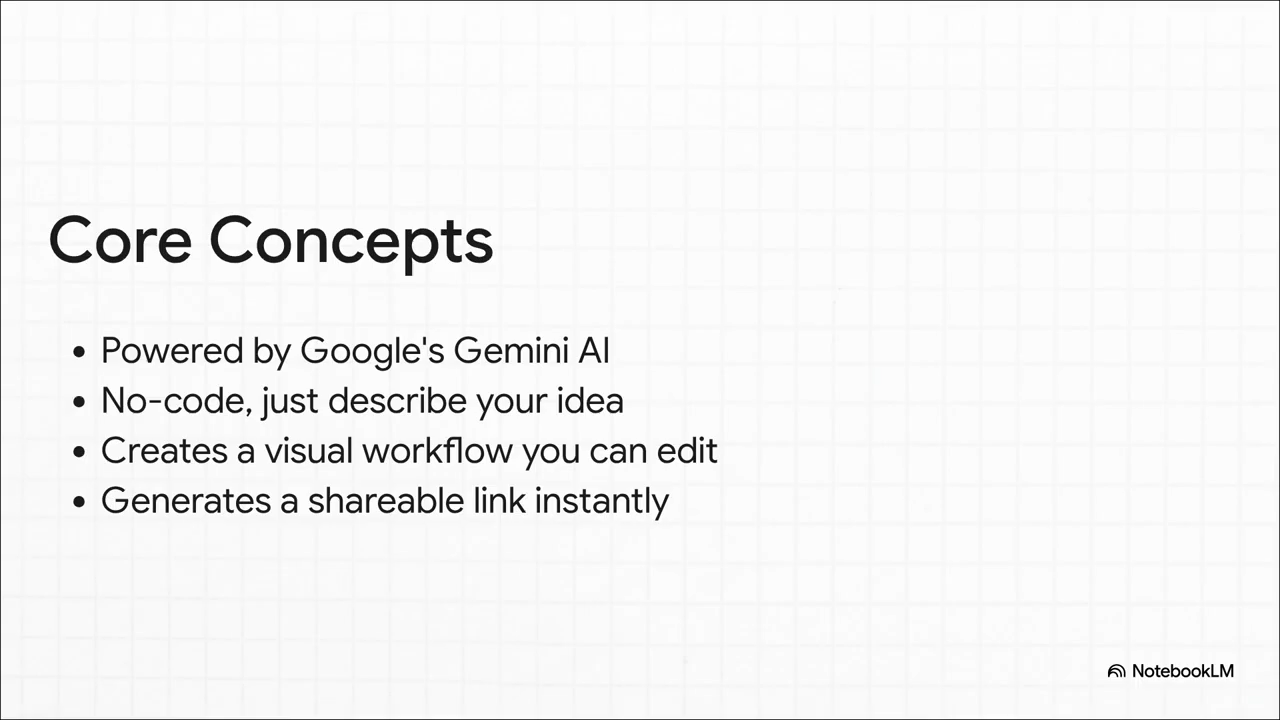 Core Concepts
• Powered by Google's Gemini AI
• No-code, just describe your idea
• Creates a visual workflow you can edit
• Generates a shareable link instantly
NotebookLM